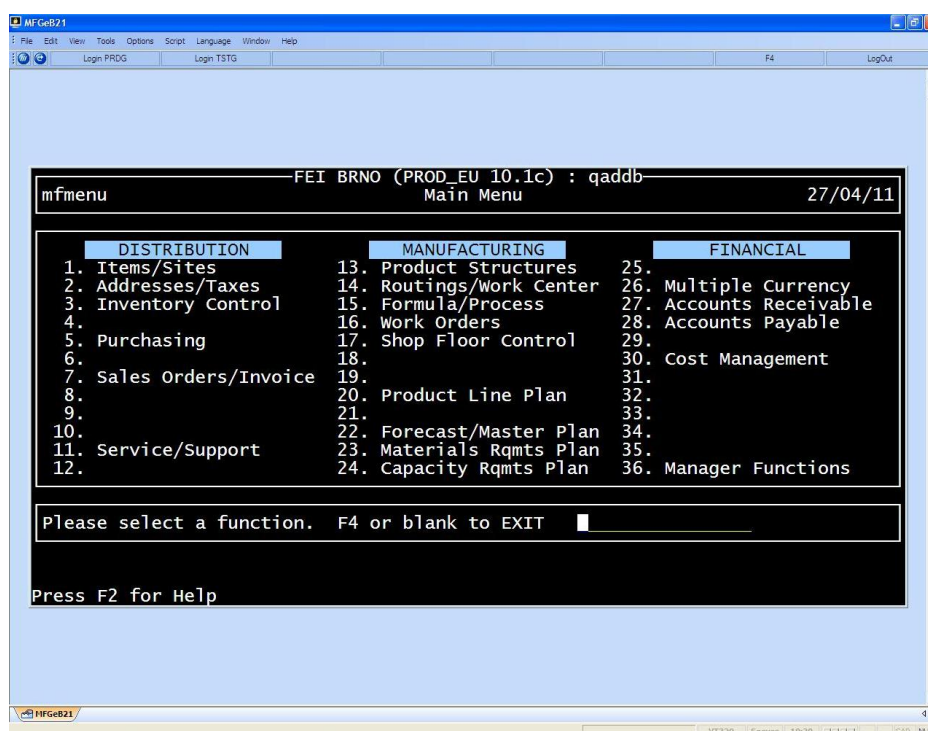 MFGeB21
File Edit View Tools Options Script Language Window Help
Login PRDG Login TSTG F4 LogOut
FEI BRNO (PROD_EU 10.1c) : qaddb
mfmenu Main Menu 27/04/11
DISTRIBUTION MANUFACTURING FINANCIAL
1. Items/Sites 13. Product Structures 25.
2. Addresses/Taxes 14. Routings/Work Center 26. Multiple Currency
3. Inventory Control 15. Formula/Process 27. Accounts Receivable
4. 16. Work Orders 28. Accounts Payable
5. Purchasing 17. Shop Floor Control 29.
6. 18. 30. Cost Management
7. Sales Orders/Invoice 19. 31.
8. 20. Product Line Plan 32.
9. 21. 33.
10. 22. Forecast/Master Plan 34.
11. Service/Support 23. Materials Rqmts Plan 35.
12. 24. Capacity Rqmts Plan 36. Manager Functions
Please select a function. F4 or blank to EXIT
Press F2 for Help
MFGeB21